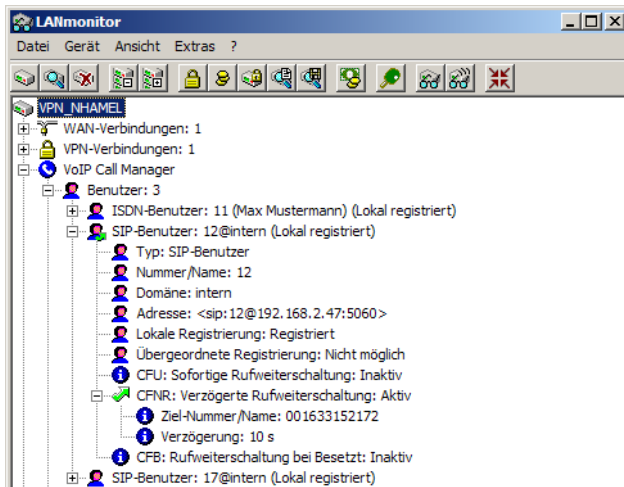 LANmonitor
Datei Gerät Ansicht Extras ?
VPN_NHAMEL
WAN-Verbindungen: 1
VPN-Verbindungen: 1
VoIP Call Manager
Benutzer: 3
ISDN-Benutzer: 11 (Max Mustermann) (Lokal registriert)
SIP-Benutzer: 12@intern (Lokal registriert)
Typ: SIP-Benutzer
Nummer/Name: 12
Domäne: intern
Adresse: <sip:12@192.168.2.47:5060>
Lokale Registrierung: Registriert
Übergeordnete Registrierung: Nicht möglich
CFU: Sofortige Rufweiterschaltung: Inaktiv
CFNR: Verzögerte Rufweiterschaltung: Aktiv
Ziel-Nummer/Name: 001633152172
Verzögerung: 10 s
CFB: Rufweiterschaltung bei Besetzt: Inaktiv
SIP-Benutzer: 17@intern (Lokal registriert)